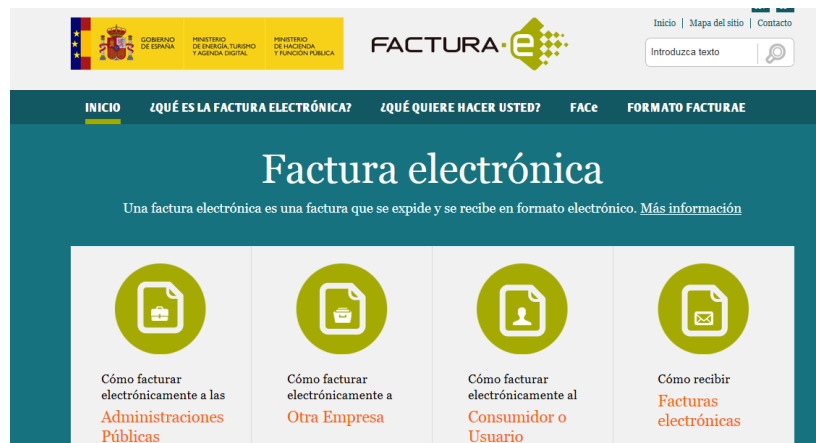 GOBIERNO
DE ESPAÑA
MINISTERIO
DE ENERGÍA, TURISMO
Y AGENDA DIGITAL
MINISTERIO
DE HACIENDA
Y FUNCIÓN PÚBLICA
FACTURA·e
Inicio | Mapa del sitio | Contacto
Introduzca texto
INICIO ¿QUÉ ES LA FACTURA ELECTRÓNICA? ¿QUÉ QUIERE HACER USTED? FACe FORMATO FACTURAE
Factura electrónica
Una factura electrónica es una factura que se expide y se recibe en formato electrónico. Más información
Cómo facturar
electrónicamente a las
Administraciones
Públicas
Cómo facturar
electrónicamente a
Otra Empresa
Cómo facturar
electrónicamente al
Consumidor o
Usuario
Cómo recibir
Facturas
electrónicas